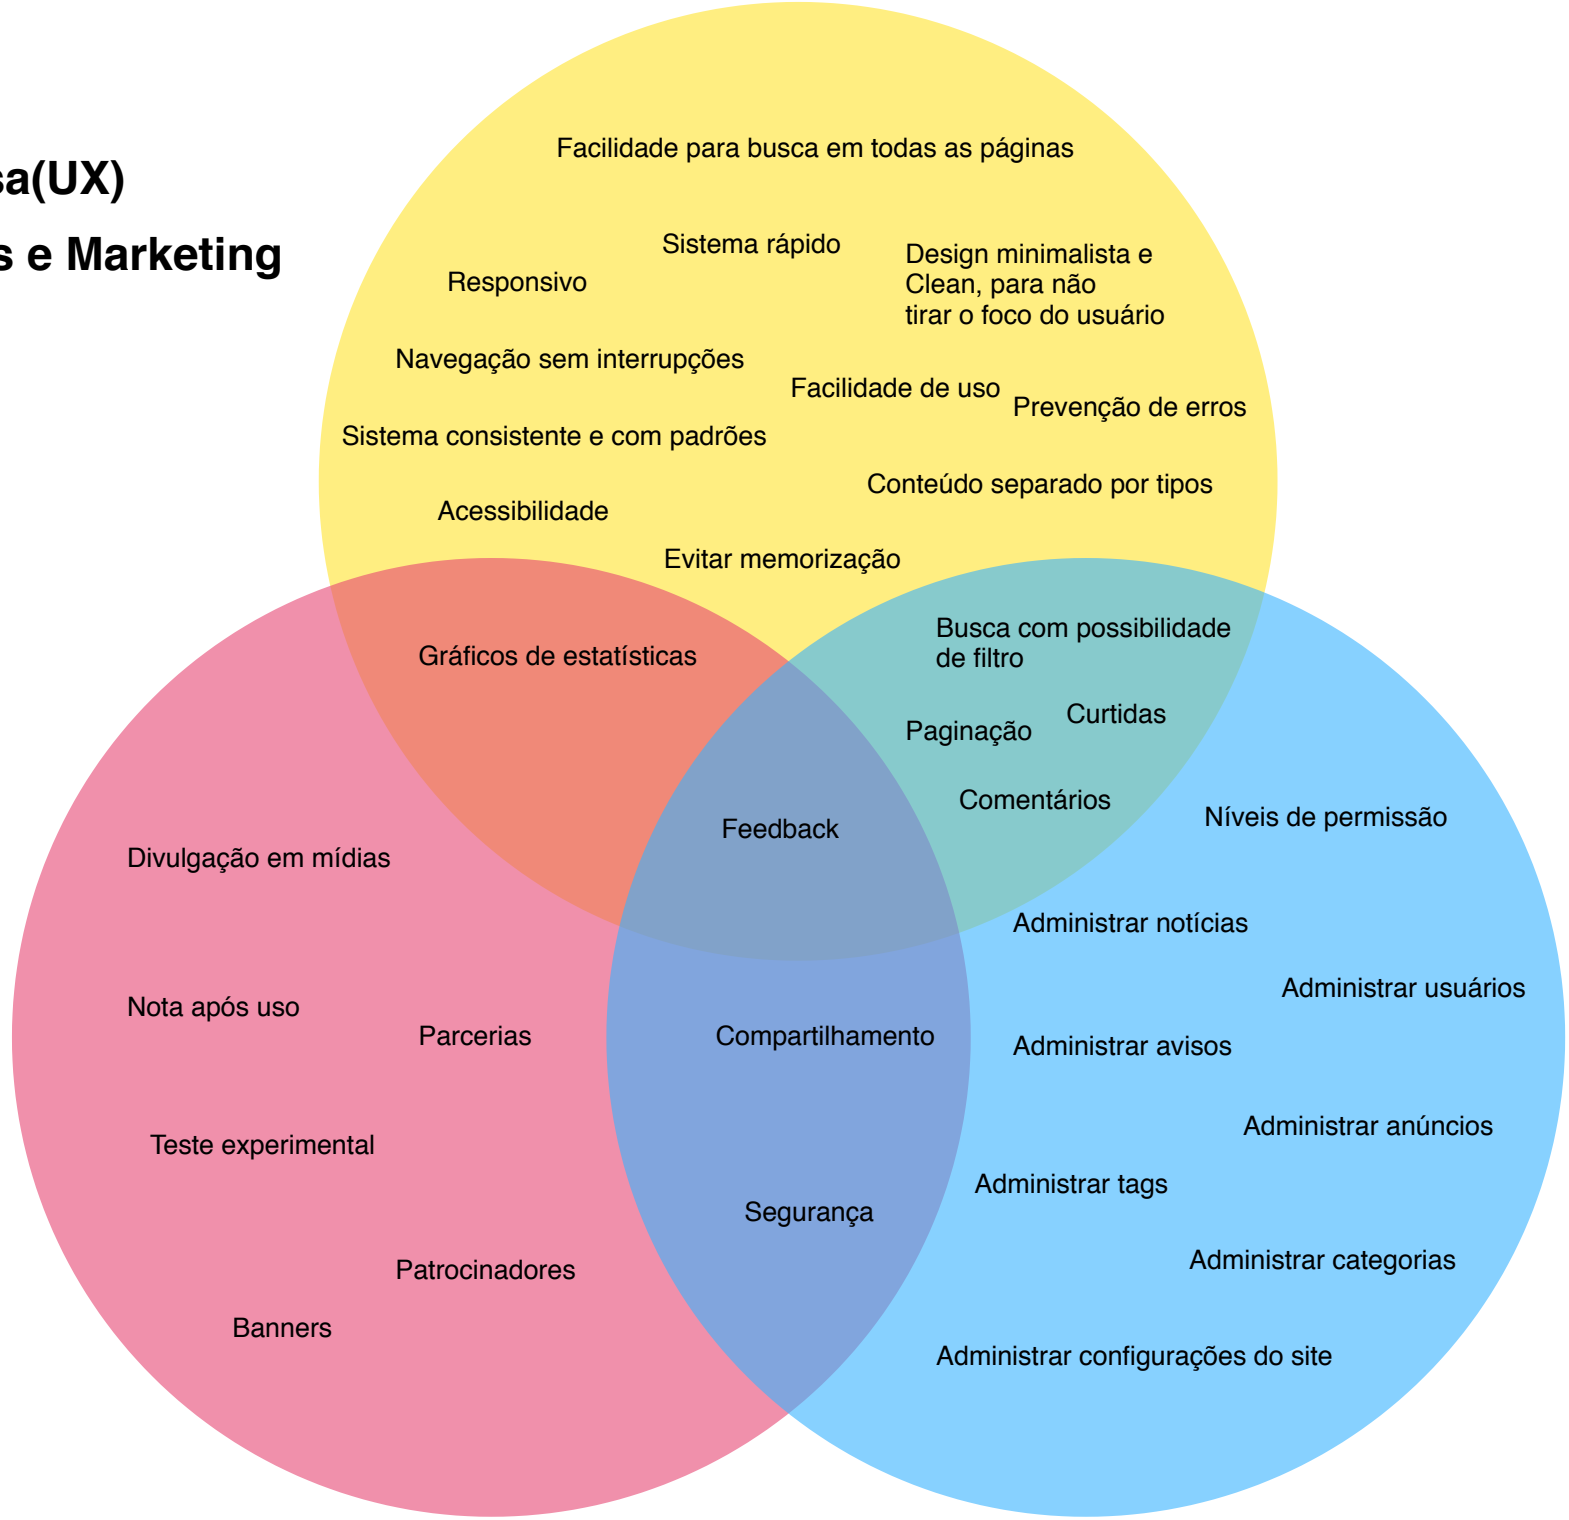 sa(UX)
s e Marketing
Facilidade para busca em todas as páginas
Sistema rápido
Responsivo
Design minimalista e
Clean, para não
tirar o foco do usuário
Navegação sem interrupções
Facilidade de uso
Prevenção de erros
Sistema consistente e com padrões
Conteúdo separado por tipos
Acessibilidade
Evitar memorização
Gráficos de estatísticas
Busca com possibilidade
de filtro
Curtidas
Paginação
Comentários
Feedback
Níveis de permissão
Divulgação em mídias
Administrar notícias
Administrar usuários
Nota após uso
Parcerias
Compartilhamento
Administrar avisos
Administrar anúncios
Teste experimental
Administrar tags
Segurança
Administrar categorias
Patrocinadores
Banners
Administrar configurações do site